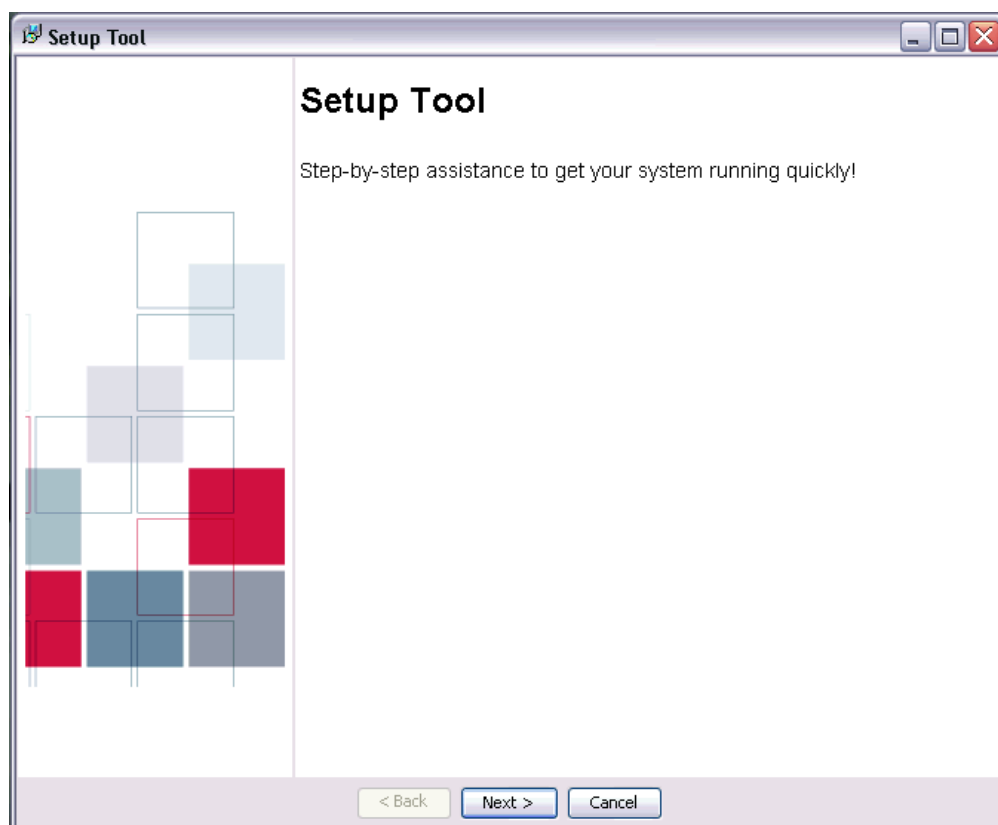 Setup Tool
Setup Tool
Step-by-step assistance to get your system running quickly!
< Back
Next >
Cancel